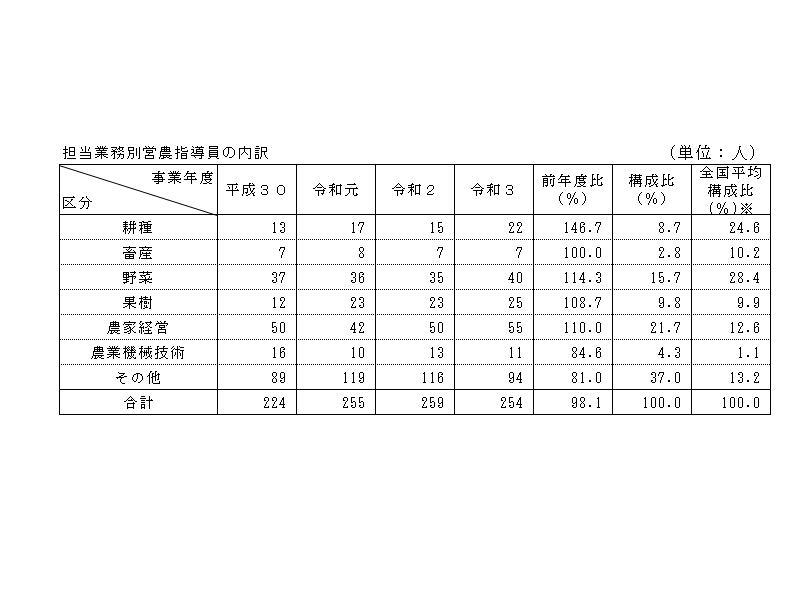 担当業務別営農指導員の内訳 （単位：人）
事業年度 区分 平成３０ 令和元 令和２ 令和３ 前年度比（％） 構成比（％） 全国平均構成比（％）※
耕種 13 17 15 22 146.7 8.7 24.6
畜産 7 8 7 7 100.0 2.8 10.2
野菜 37 36 35 40 114.3 15.7 28.4
果樹 12 23 23 25 108.7 9.8 9.9
農家経営 50 42 50 55 110.0 21.7 12.6
農業機械技術 16 10 13 11 84.6 4.3 1.1
その他 89 119 116 94 81.0 37.0 13.2
合計 224 255 259 254 98.1 100.0 100.0